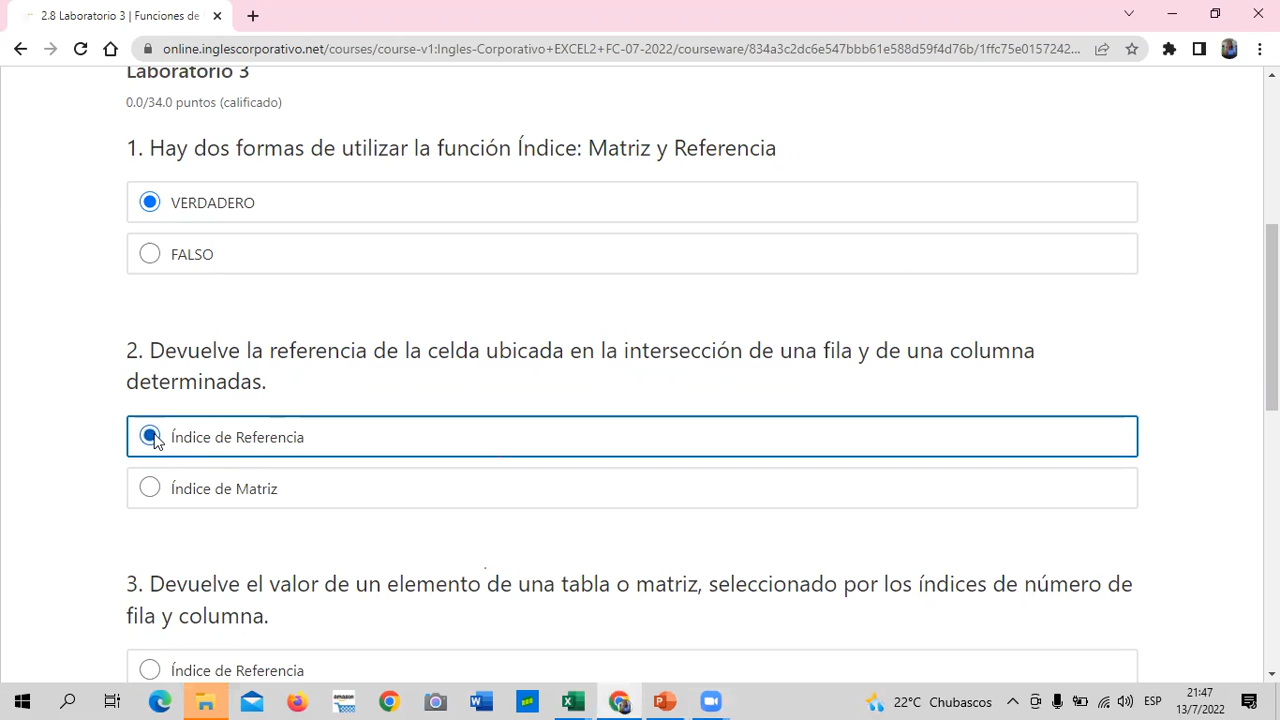 2.8 Laboratorio 3 | Funciones de
online.inglescorporativo.net/courses/course-v1:Ingles-Corporativo+EXCEL2+FC-07-2022/courseware/834a3c2dc6e547bbb61e588d59f4d76b/1ffc75e0157242...
Laboratorio 3
0.0/34.0 puntos (calificado)
1. Hay dos formas de utilizar la función Índice: Matriz y Referencia
VERDADERO
FALSO
2. Devuelve la referencia de la celda ubicada en la intersección de una fila y de una columna
determinadas.
Índice de Referencia
Índice de Matriz
3. Devuelve el valor de un elemento de una tabla o matriz, seleccionado por los índices de número de
fila y columna.
Índice de Referencia
22°C Chubascos
ESP
21:47
13/7/2022